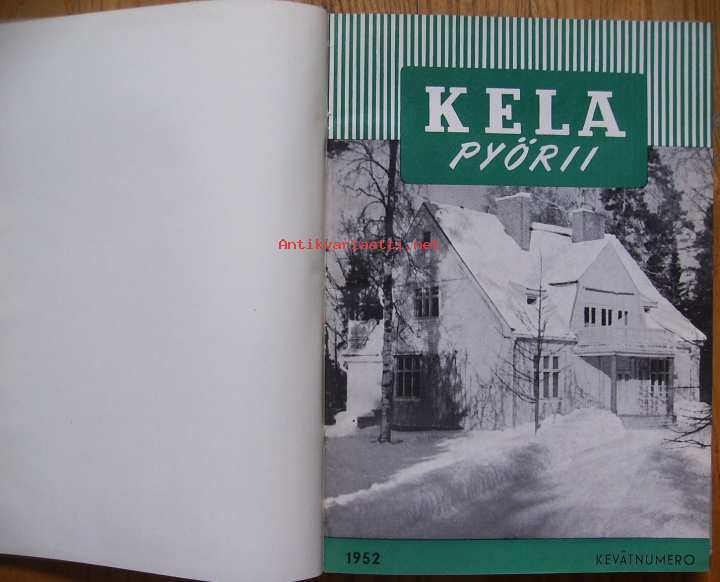 KELA
PYÖRII
Antikvariaatti.net
1952 KEVÄTNUMERO